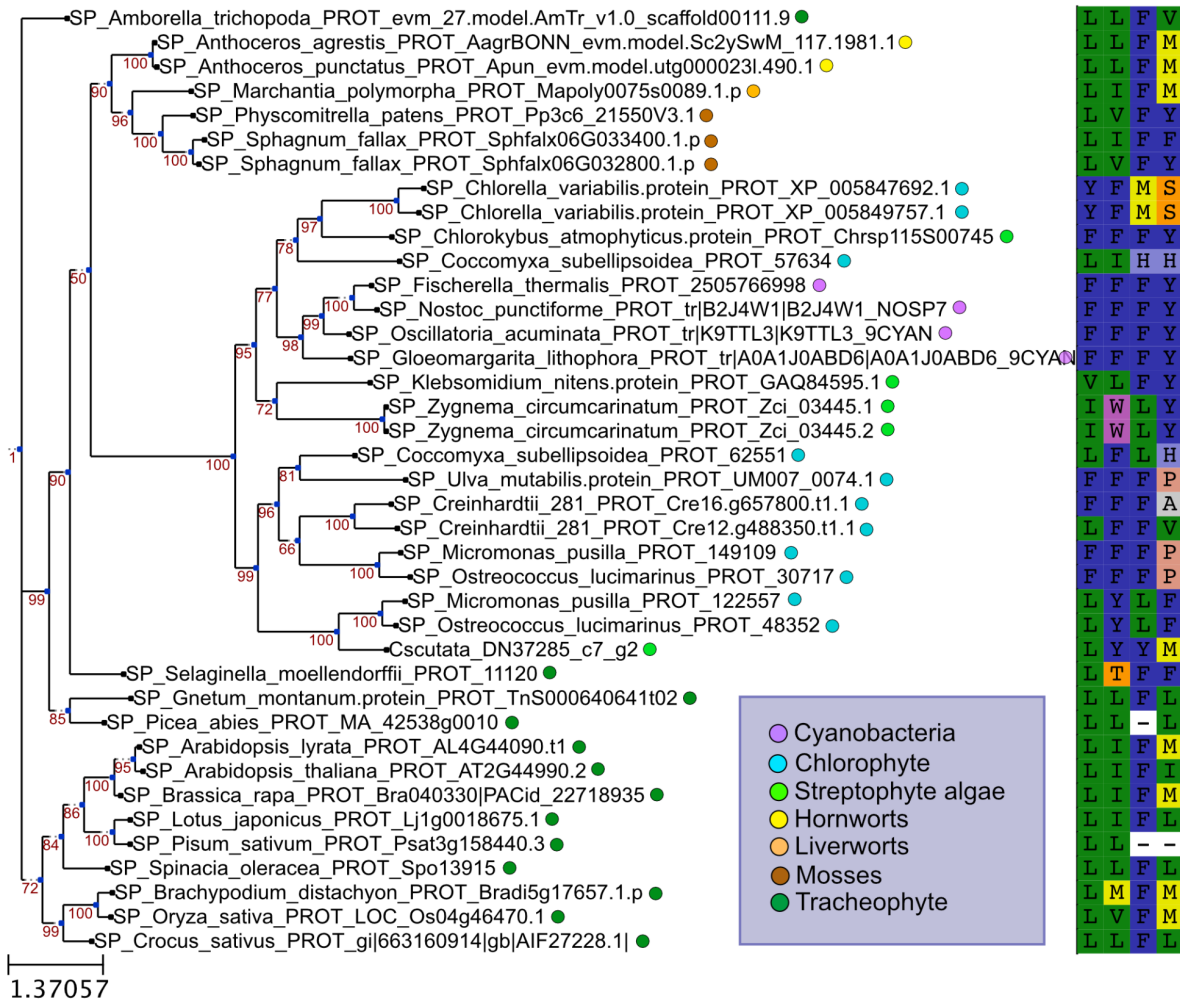 SP_Amborella_trichopoda_PROT_evm_27.model.AmTr_v1.0_scaffold00111.9 L L F V
SP_Anthoceros_agrestis_PROT_AagrBONN_evm.model.Sc2ySwM_117.1981.1 L L F M
100
SP_Anthoceros_punctatus_PROT_Apun_evm.model.utg000023l.490.1 L L F M
90
SP_Marchantia_polymorpha_PROT_Mapoly0075s0089.1.p L I F M
96
SP_Physcomitrella_patens_PROT_Pp3c6_21550V3.1 L V F Y
100
SP_Sphagnum_fallax_PROT_Sphfalx06G033400.1.p L I F F
100
SP_Sphagnum_fallax_PROT_Sphfalx06G032800.1.p L V F Y
SP_Chlorella_variabilis.protein_PROT_XP_005847692.1 Y F M S
100
SP_Chlorella_variabilis.protein_PROT_XP_005849757.1 Y F M S
97
SP_Chlorokybus_atmophyticus.protein_PROT_Chrsp115S00745 F F F Y
78
SP_Coccomyxa_subellipsoidea_PROT_57634 L I H H
50
SP_Fischerella_thermalis_PROT_2505766998 F F F Y
77
100
SP_Nostoc_punctiforme_PROT_tr|B2J4W1|B2J4W1_NOSP7 F F F Y
99
SP_Oscillatoria_acuminata_PROT_tr|K9TTL3|K9TTL3_9CYAN F F F Y
98
95
SP_Gloeomargarita_lithophora_PROT_tr|A0A1J0ABD6|A0A1J0ABD6_9CYAN F F F Y
SP_Klebsomidium_nitens.protein_PROT_GAQ84595.1 V L F Y
72
SP_Zygnema_circumcarinatum_PROT_Zci_03445.1 I W L Y
100
SP_Zygnema_circumcarinatum_PROT_Zci_03445.2 I W L Y
1
100
SP_Coccomyxa_subellipsoidea_PROT_62551 L F L H
81
90
SP_Ulva_mutabilis.protein_PROT_UM007_0074.1 F F F P
96
SP_Creinhardtii_281_PROT_Cre16.g657800.t1.1 F F F A
100
SP_Creinhardtii_281_PROT_Cre12.g488350.t1.1 L F F V
66
SP_Micromonas_pusilla_PROT_149109 F F F P
100
99
SP_Ostreococcus_lucimarinus_PROT_30717 F F F P
99
SP_Micromonas_pusilla_PROT_122557 L Y L F
100
SP_Ostreococcus_lucimarinus_PROT_48352 L Y L F
100
Cscutata_DN37285_c7_g2 L Y Y M
SP_Selaginella_moellendorffii_PROT_11120 L T F F
SP_Gnetum_montanum.protein_PROT_TnS000640641t02 L L F L
85
SP_Picea_abies_PROT_MA_42538g0010 L L - L
SP_Arabidopsis_lyrata_PROT_AL4G44090.t1 L I F M
95
SP_Arabidopsis_thaliana_PROT_AT2G44990.2 L I F I
100
SP_Brassica_rapa_PROT_Bra040330|PACid_22718935 L I F M
86
SP_Lotus_japonicus_PROT_Lj1g0018675.1 L I F L
100
84
SP_Pisum_sativum_PROT_Psat3g158440.3 L L - -
SP_Spinacia_oleracea_PROT_Spo13915 L L F L
72
SP_Brachypodium_distachyon_PROT_Bradi5g17657.1.p L M F M
100
SP_Oryza_sativa_PROT_LOC_Os04g46470.1 L V F M
99
SP_Crocus_sativus_PROT_gi|663160914|gb|AIF27228.1| L L F L
1.37057
Cyanobacteria
Chlorophyte
Streptophyte algae
Hornworts
Liverworts
Mosses
Tracheophyte